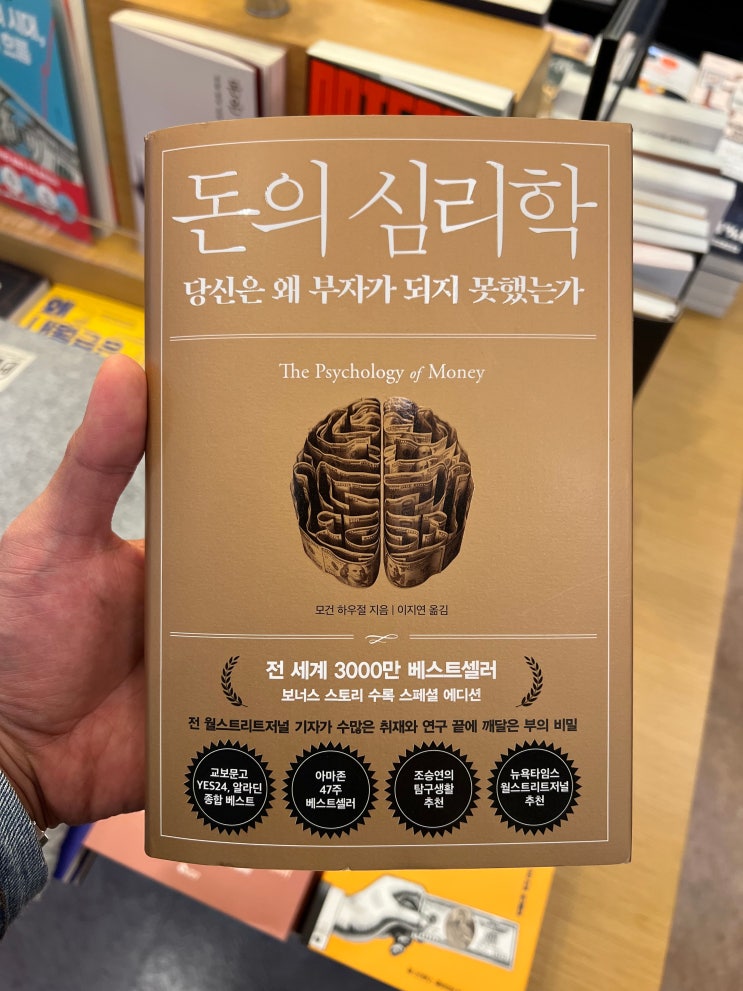 돈의 심리학
당신은 왜 부자가 되지 못했는가
The Psychology of Money
모건 하우절 지음 | 이지연 옮김
전 세계 3000만 베스트셀러
보너스 스토리 수록 스페셜 에디션
전 월스트리트저널 기자가 수많은 취재와 연구 끝에 깨달은 부의 비밀
교보문고
YES24, 알라딘
종합 베스트
아마존
47주
베스트셀러
조승연의
탐구생활
추천
뉴욕타임스
월스트리트저널
추천
왜